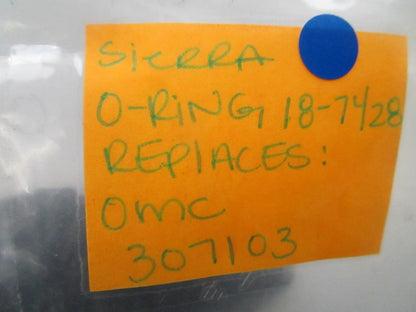 SiERRA
O-RiNG 18-7428
REPlACES:
OMC
307103